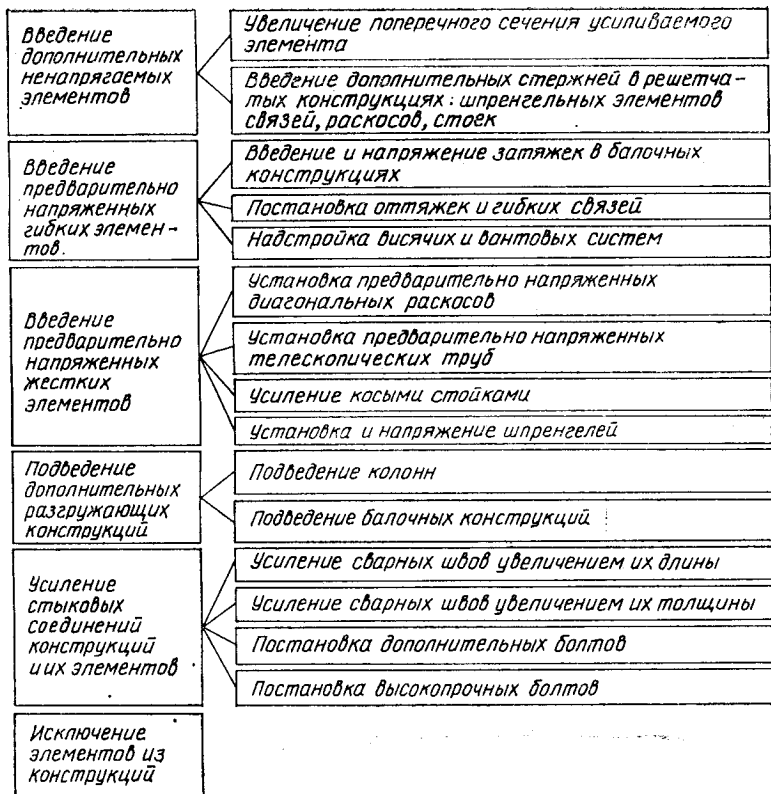 Введение
дополнительных
ненапрягаемых
элементов
Увеличение поперечного сечения усиливаемого
элемента
Введение дополнительных стержней в решетча-
тых конструкциях: шпренгельных элементов
связей, раскосов, стоек
Введение
предварительно
напряженных
гибких элемен-
тов.
Введение и напряжение затяжек в балочных
конструкциях
Постановка оттяжек и гибких связей
Надстройка висячих и вантовых систем
Введение
предварительно
напряженных
жестких
элементов
Установка предварительно напряженных
диагональных раскосов
Установка предварительно напряженных
телескопических труб
Усиление косыми стойками
Установка и напряжение шпренгелей
Подведение
дополнительных
разгружающих
конструкций
Подведение колонн
Подведение балочных конструкций
Усиление
стыковых
соединений
конструкций
и их элементов
Усиление сварных швов увеличением их длины
Усиление сварных швов увеличением их толщины
Постановка дополнительных болтов
Постановка высокопрочных болтов
Исключение
элементов из
конструкций